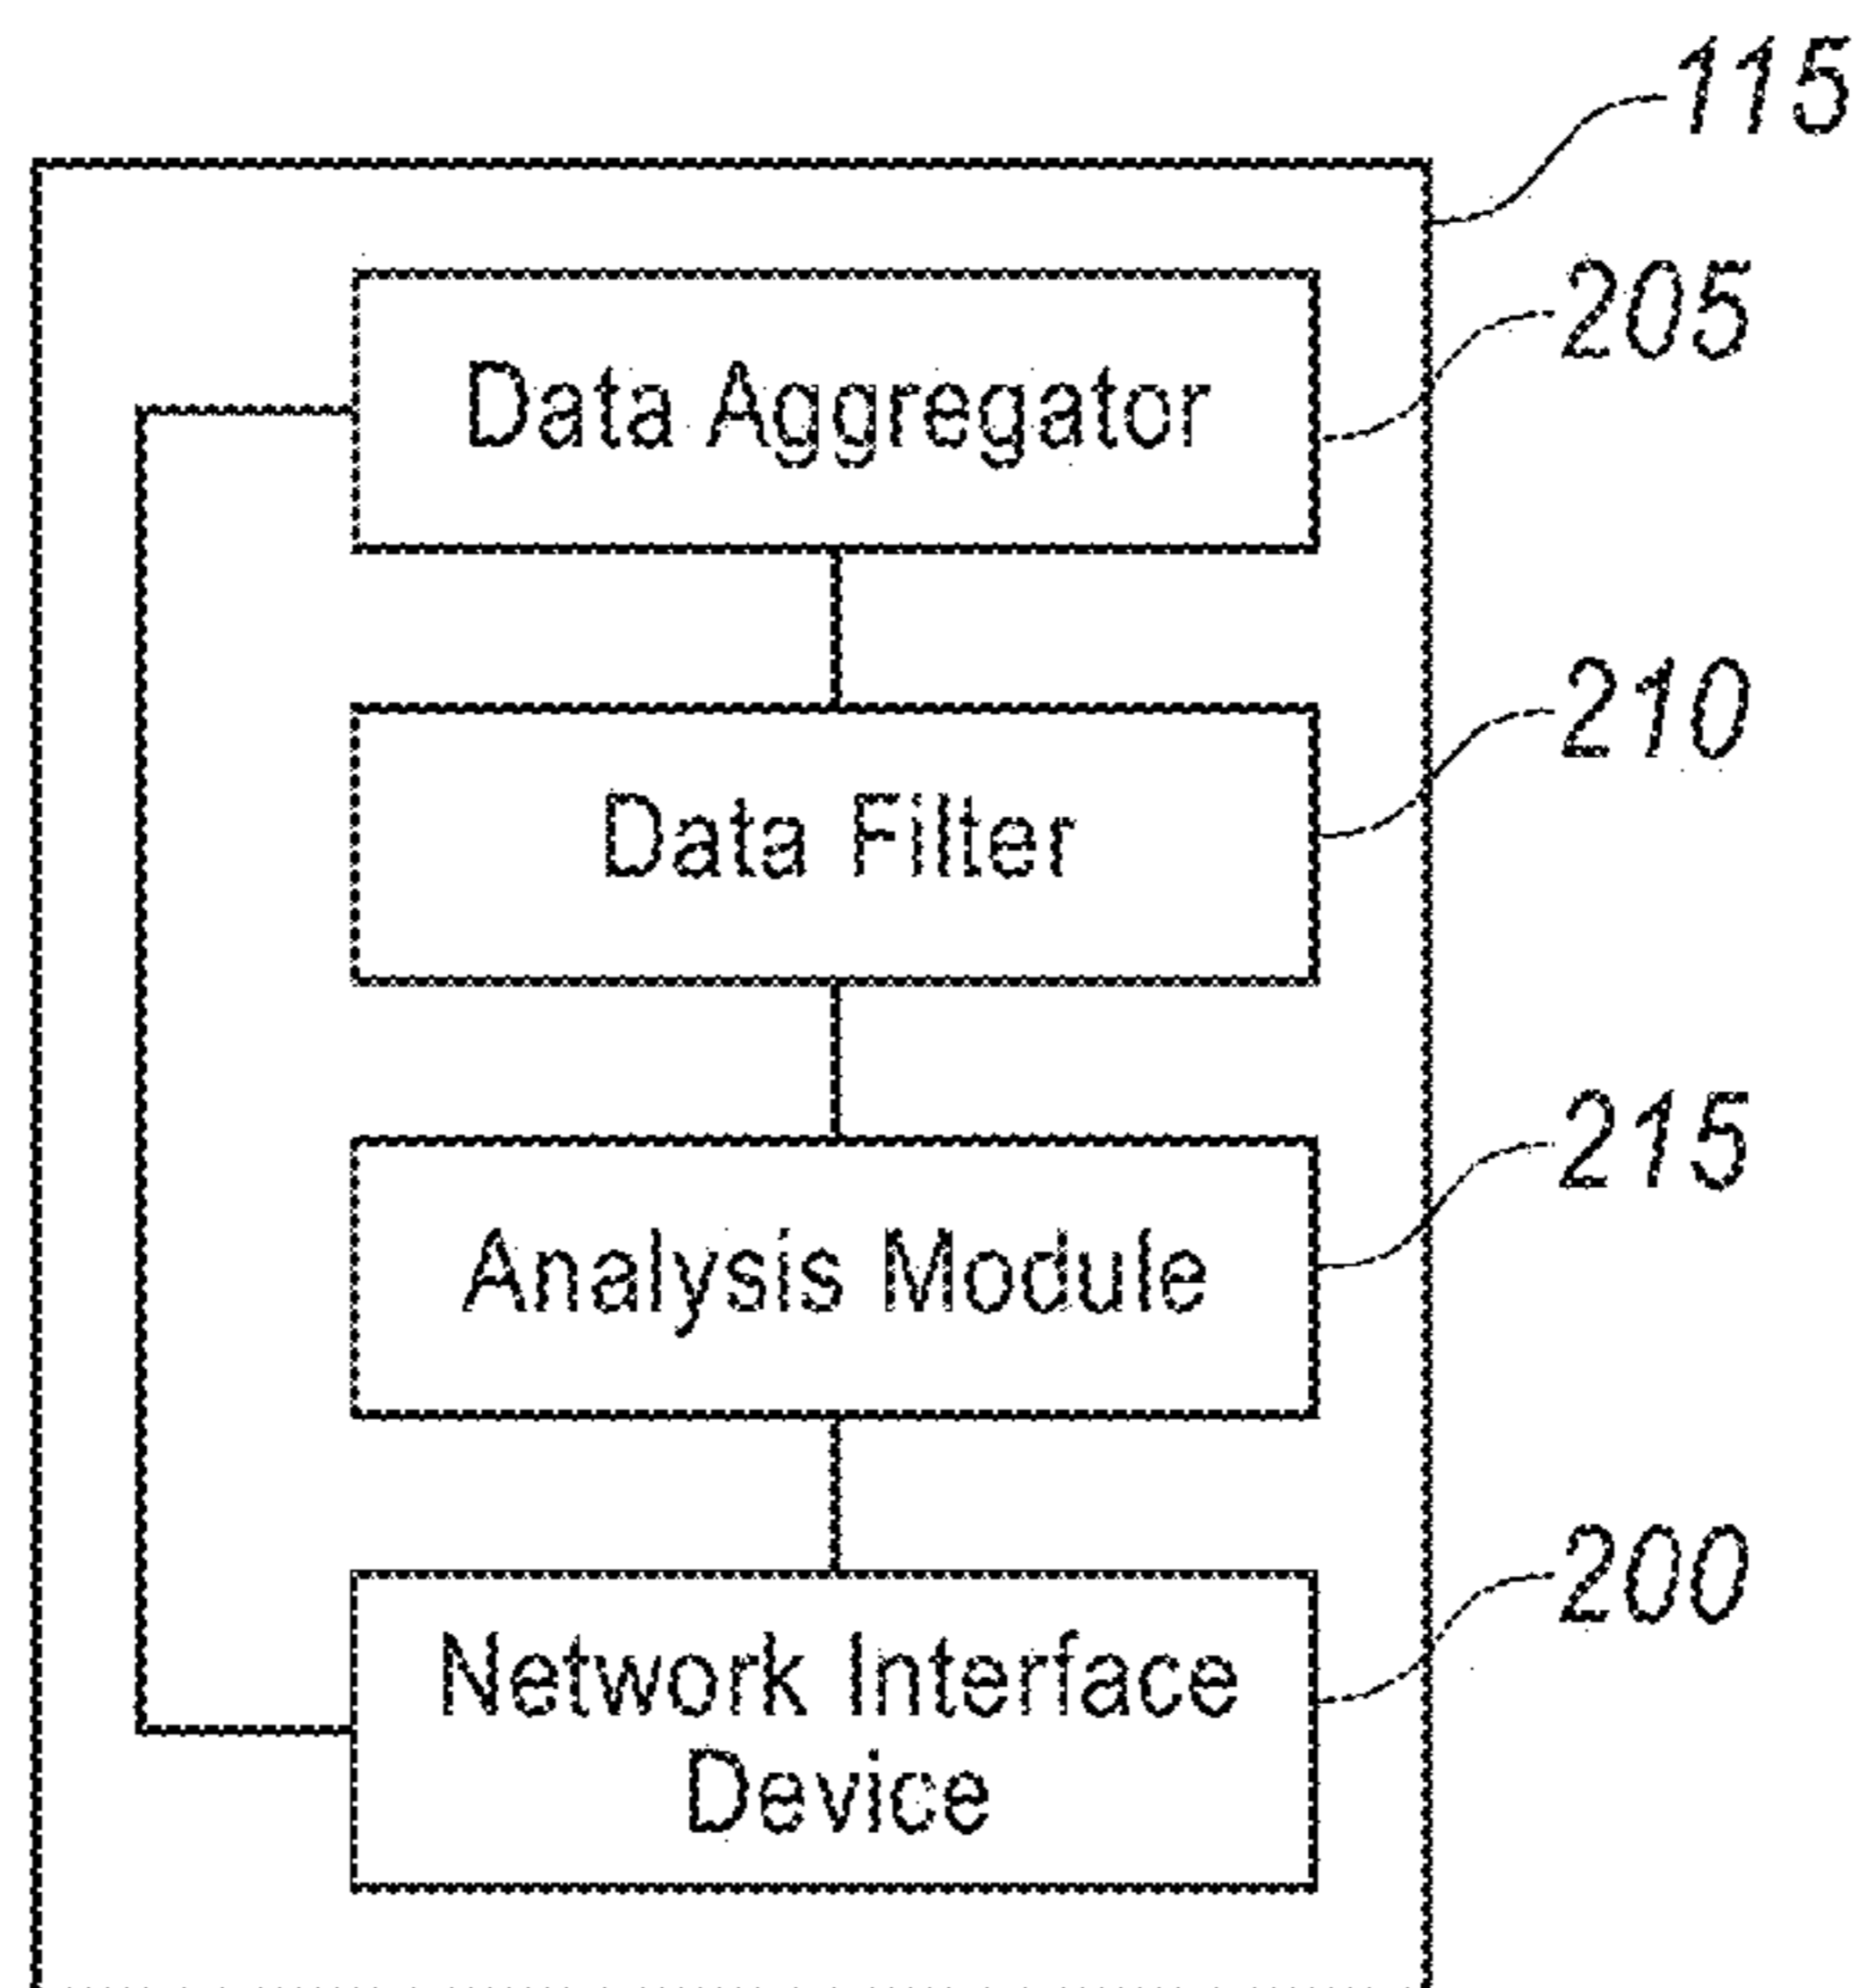 115
205
Data Aggregator
210
Data Filter
215
Analysis Module
200
Network Interface
Device